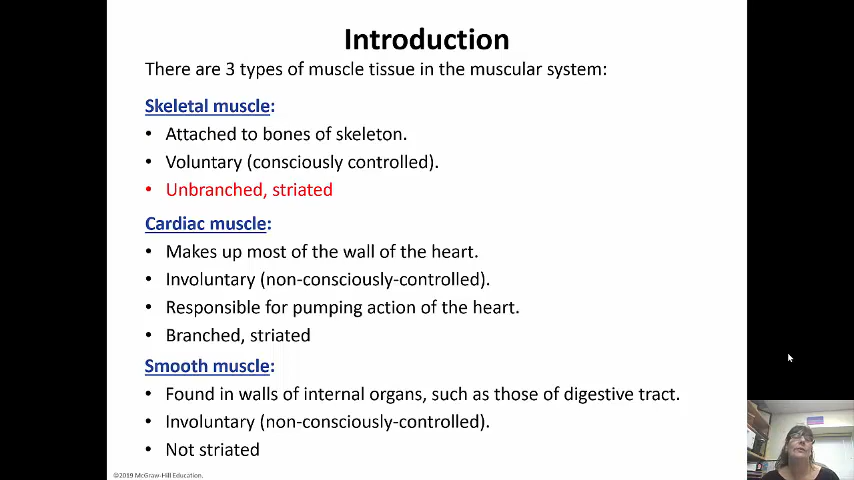 Introduction
There are 3 types of muscle tissue in the muscular system:
Skeletal muscle:
• Attached to bones of skeleton.
• Voluntary (consciously controlled).
• Unbranched, striated
Cardiac muscle:
• Makes up most of the wall of the heart.
• Involuntary (non-consciously-controlled).
• Responsible for pumping action of the heart.
• Branched, striated
Smooth muscle:
• Found in walls of internal organs, such as those of digestive tract.
• Involuntary (non-consciously-controlled).
• Not striated
©2019 McGraw-Hill Education.